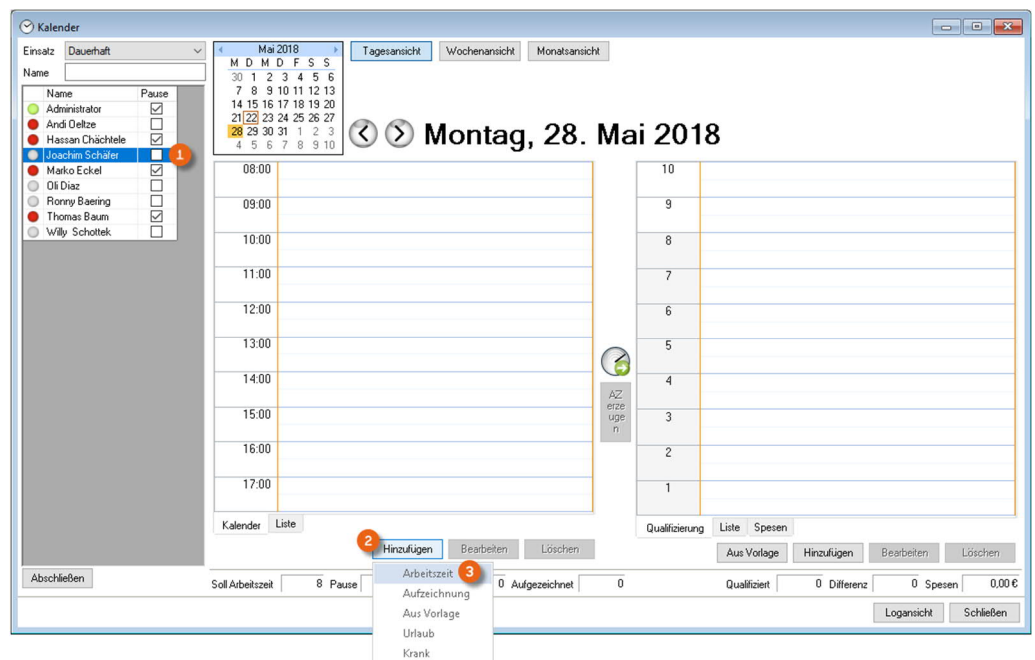 Kalender
Einsatz Dauerhaft
Name
Name Pause
Administrator
Andi Oeltze
Hassan Chächtele
Joachim Schäfer 1
Marko Eckel
Oli Diaz
Ronny Baering
Thomas Baum
Willy Schottek
Abschließen
Mai 2018
M D M D F S S
30 1 2 3 4 5 6
7 8 9 10 11 12 13
14 15 16 17 18 19 20
21 22 23 24 25 26 27
28 29 30 31 1 2 3
4 5 6 7 8 9 10
Tagesansicht Wochenansicht Monatsansicht
Montag, 28. Mai 2018
08:00
09:00
10:00
11:00
12:00
13:00
14:00
15:00
16:00
17:00
Kalender Liste
AZ
erze
uge
n
10
9
8
7
6
5
4
3
2
1
Qualifizierung Liste Spesen
2 Hinzufügen Bearbeiten Löschen
Aus Vorlage Hinzufügen Bearbeiten Löschen
Soll Arbeitszeit 8 Pause 0 Aufgezeichnet 0
Qualifiziert 0 Differenz 0 Spesen 0,00 €
Arbeitszeit 3
Aufzeichnung
Aus Vorlage
Urlaub
Krank
Logansicht Schließen